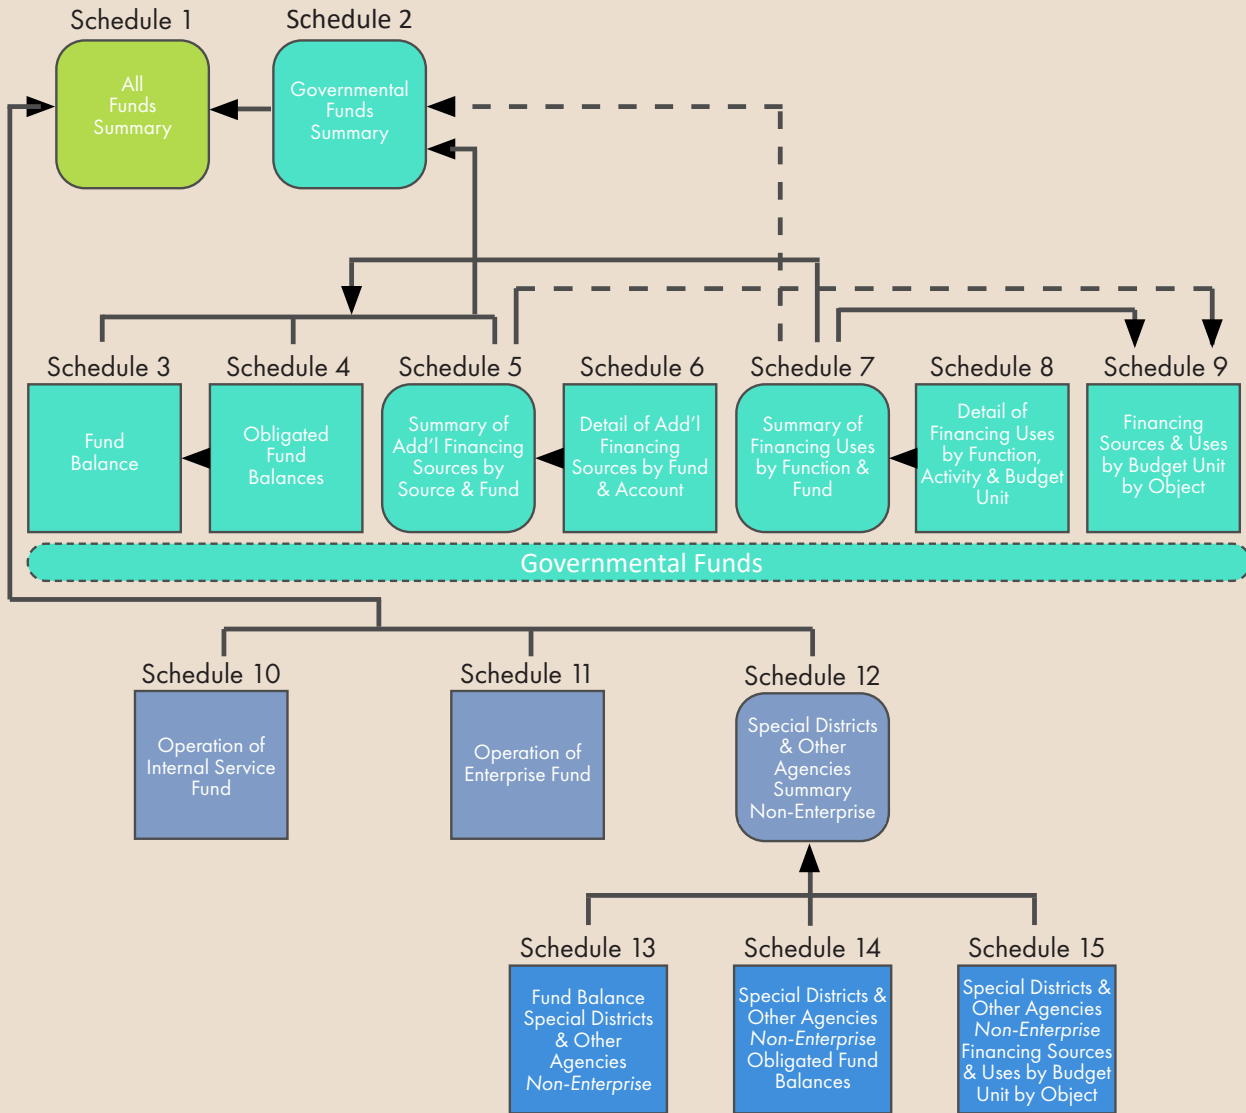 Schedule 1
All
Funds
Summary
Schedule 2
Governmental
Funds
Summary
Schedule 3
Fund
Balance
Schedule 4
Obligated
Fund
Balances
Schedule 5
Summary of
Add'l Financing
Sources by
Source & Fund
Schedule 6
Detail of Add'l
Financing
Sources by Fund
& Account
Schedule 7
Summary of
Financing Uses
by Function &
Fund
Schedule 8
Detail of
Financing Uses
by Function,
Activity & Budget
Unit
Schedule 9
Financing
Sources & Uses
by Budget Unit
by Object
Governmental Funds
Schedule 10
Operation of
Internal Service
Fund
Schedule 11
Operation of
Enterprise Fund
Schedule 12
Special Districts
& Other
Agencies
Summary
Non-Enterprise
Schedule 13
Fund Balance
Special Districts
& Other
Agencies
Non-Enterprise
Schedule 14
Special Districts &
Other Agencies
Non-Enterprise
Obligated Fund
Balances
Schedule 15
Special Districts &
Other Agencies
Non-Enterprise
Financing Sources
& Uses by Budget
Unit by Object